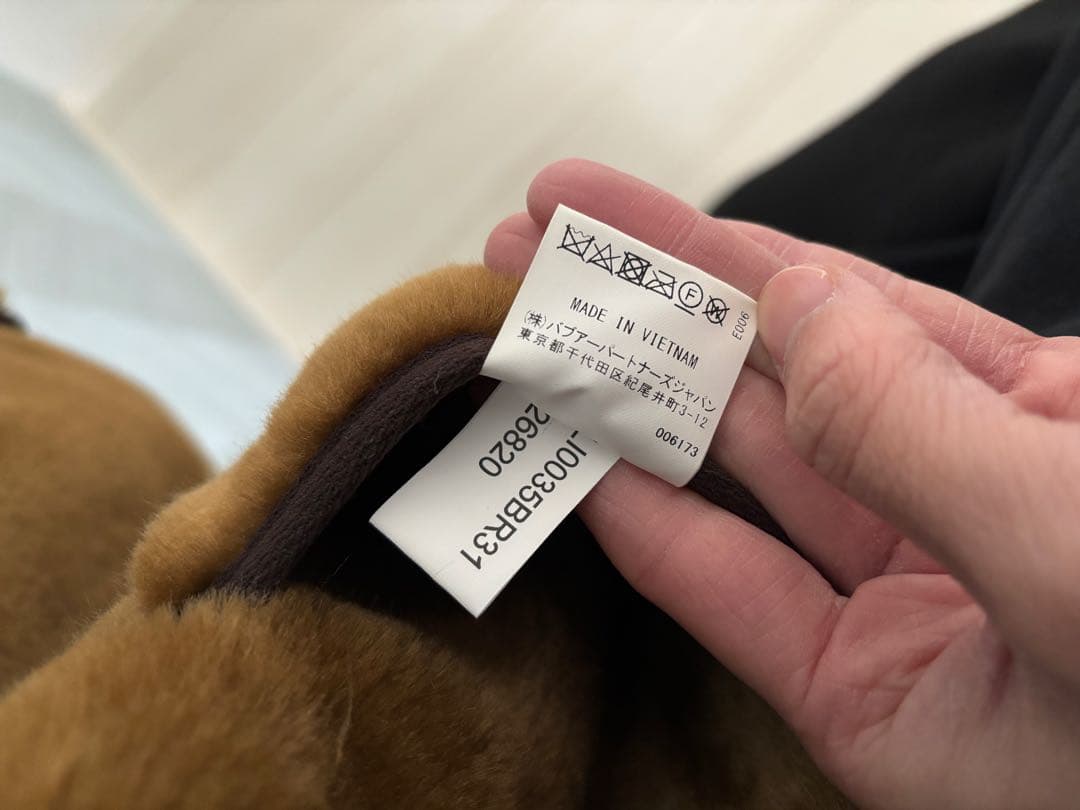 F W
MADE IN VIETNAM
(株)バブアーパートナーズジャパン
東京都千代田区紀尾井町3-12
006173
E006
J0035BR31
26820